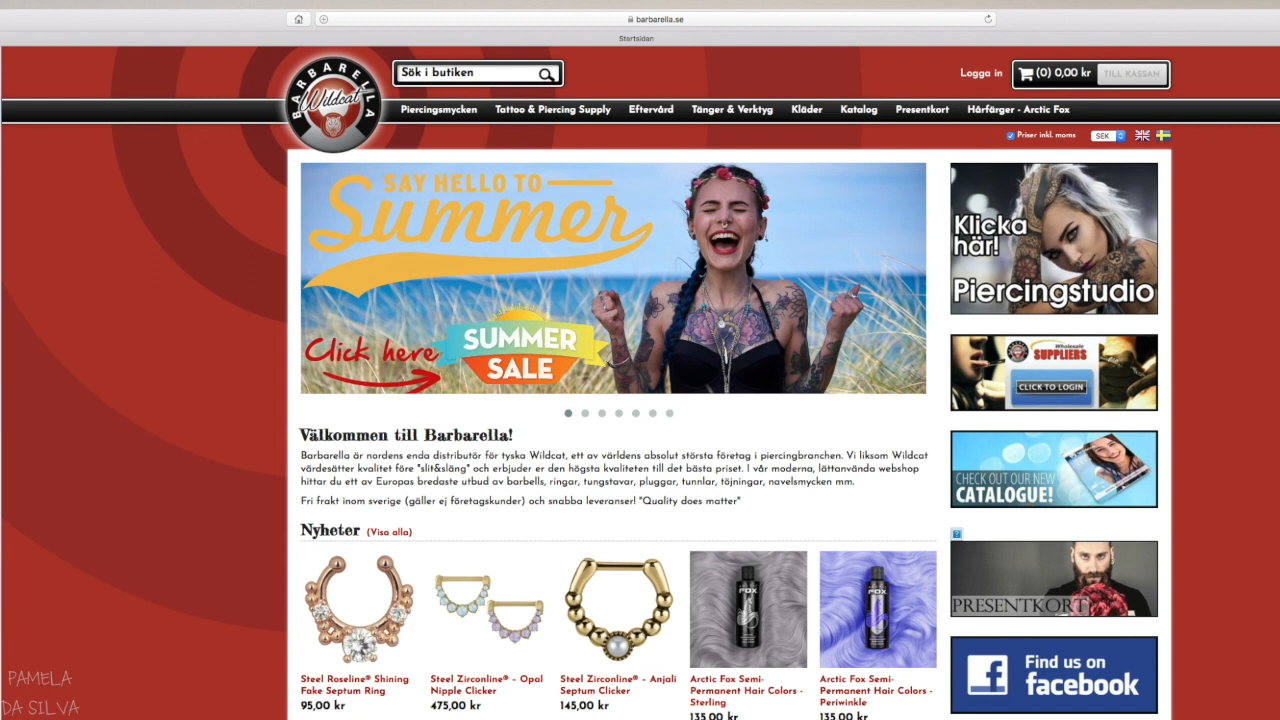 barbarella.se
Startsidan
BARBARELLA
Wildcat
Sök i butiken
Logga in
(0) 0,00 kr
TILL KASSAN
Piercingsmycken Tattoo & Piercing Supply Eftervård Tänger & Verktyg Kläder Katalog Presentkort Hårfärger - Arctic Fox
Priser inkl. moms
SEK
SAY HELLO TO
Summer
Click here
SUMMER
SALE
Klicka
här!
Piercingstudio
Wholesale
SUPPLIERS
CLICK TO LOGIN
CHECK OUT OUR NEW
CATALOGUE!
?
PRESENTKORT
Find us on
facebook
Välkommen till Barbarella!
Barbarella är nordens enda distributör för tyska Wildcat, ett av världens absolut största företag i piercingbranchen. Vi liksom Wildcat
värdesätter kvalitet före "slit&släng" och erbjuder er den högsta kvaliteten till det bästa priset. I vår moderna, lättanvända webshop
hittar du ett av Europas bredaste utbud av barbells, ringar, tungstavar, pluggar, tunnlar, töjningar, navelsmycken mm.
Fri frakt inom sverige (gäller ej företagskunder) och snabba leveranser! "Quality does matter"
Nyheter (Visa alla)
FOX
FOX
Steel Roseline® Shining
Fake Septum Ring
95,00 kr
Steel Zirconline® - Opal
Nipple Clicker
475,00 kr
Steel Zirconline® - Anjali
Septum Clicker
145,00 kr
Arctic Fox Semi-
Permanent Hair Colors -
Sterling
135,00 kr
Arctic Fox Semi-
Permanent Hair Colors -
Periwinkle
135,00 kr
PAMELA
DA SILVA